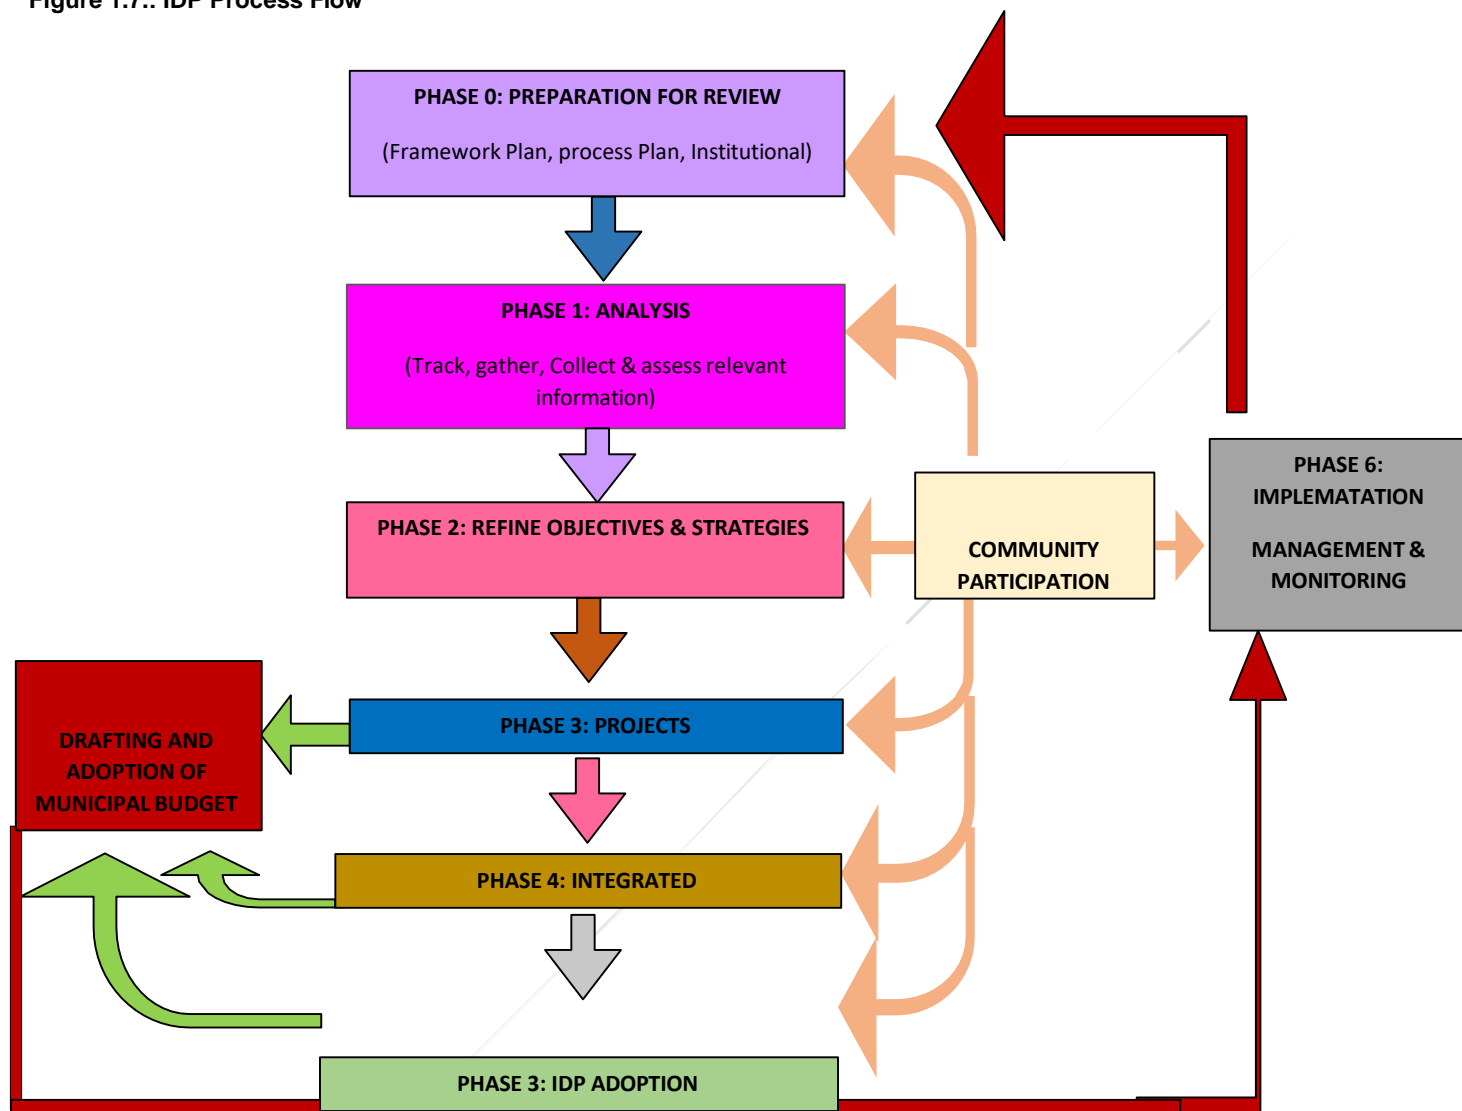 Figure 1.7.: IDP Process Flow
PHASE 0: PREPARATION FOR REVIEW
(Framework Plan, process Plan, Institutional)
PHASE 1: ANALYSIS
(Track, gather, Collect & assess relevant
information)
PHASE 2: REFINE OBJECTIVES & STRATEGIES
COMMUNITY
PARTICIPATION
PHASE 6:
IMPLEMATATION
MANAGEMENT &
MONITORING
DRAFTING AND
ADOPTION OF
MUNICIPAL BUDGET
PHASE 3: PROJECTS
PHASE 4: INTEGRATED
PHASE 3: IDP ADOPTION